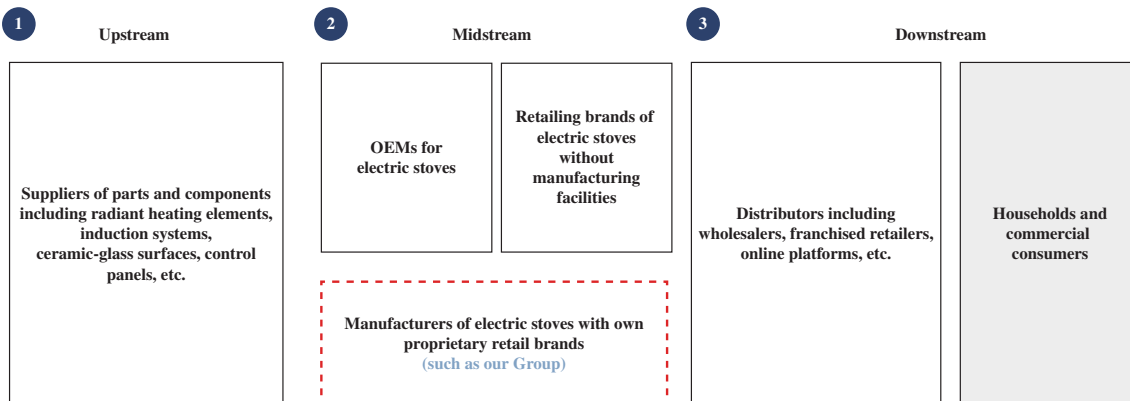 1
Upstream
Suppliers of parts and components
including radiant heating elements,
induction systems,
ceramic-glass surfaces, control
panels, etc.
2
Midstream
OEMs for
electric stoves
Retailing brands of
electric stoves
without
manufacturing
facilities
Manufacturers of electric stoves with own
proprietary retail brands
(such as our Group)
3
Downstream
Distributors including
wholesalers, franchised retailers,
online platforms, etc.
Households and
commercial
consumers